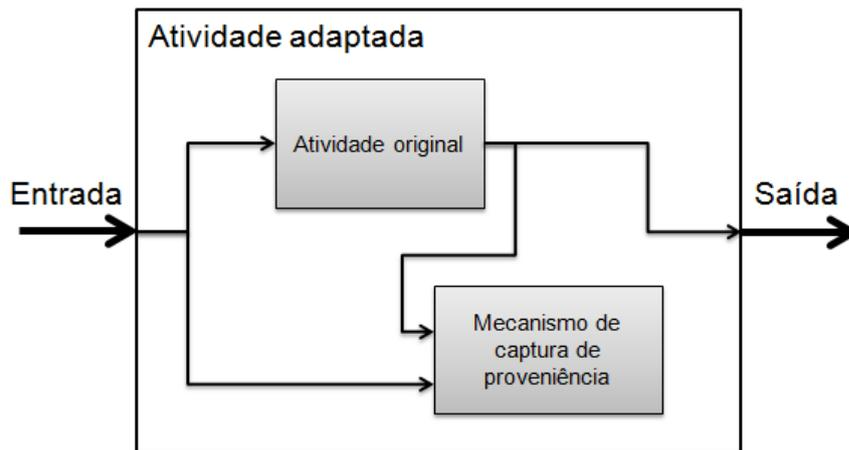 Atividade adaptada
Atividade original
Entrada
Saída
Mecanismo de
captura de
proveniência